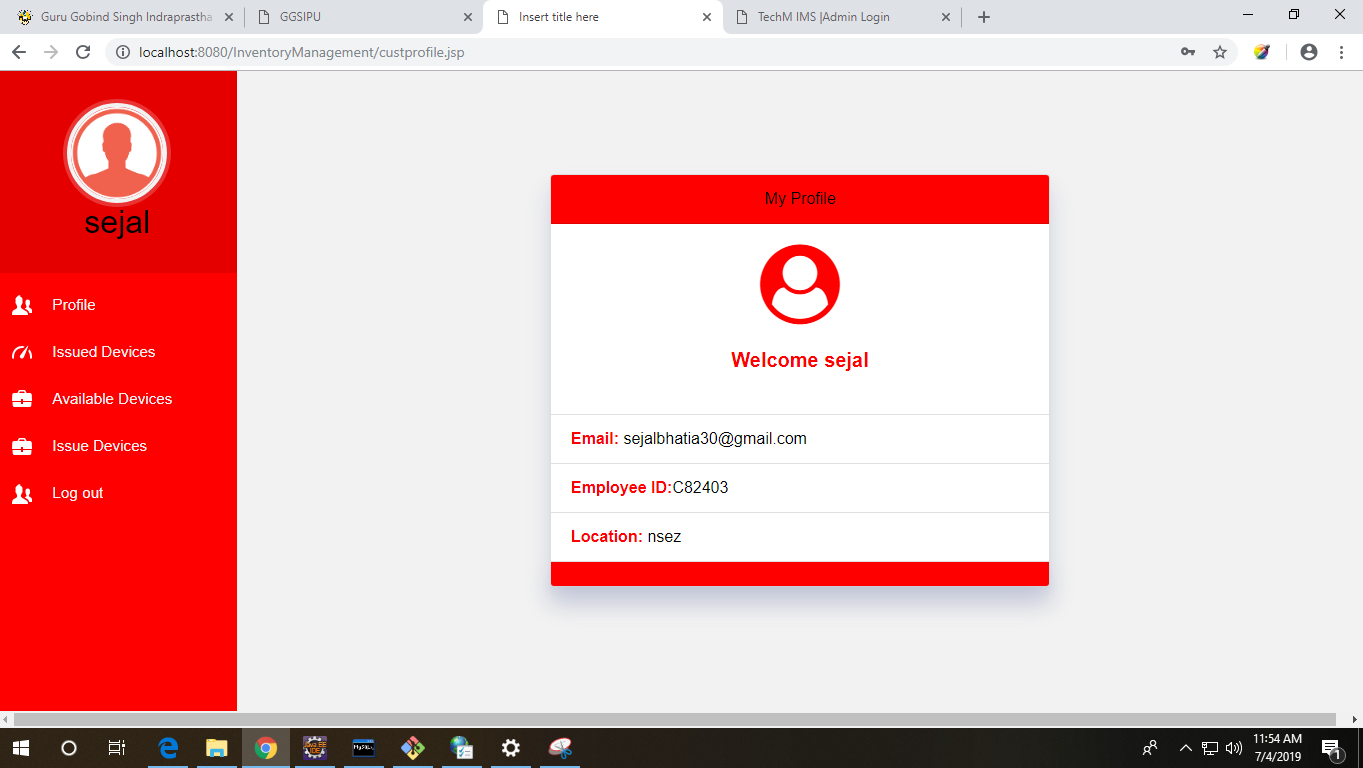 Guru Gobind Singh Indraprastha
GGSIPU
Insert title here
TechM IMS |Admin Login
localhost:8080/InventoryManagement/custprofile.jsp
sejal
Profile
Issued Devices
Available Devices
Issue Devices
Log out
My Profile
Welcome sejal
Email: sejalbhatia30@gmail.com
Employee ID:C82403
Location: nsez
MySQL
11:54 AM
7/4/2019
1